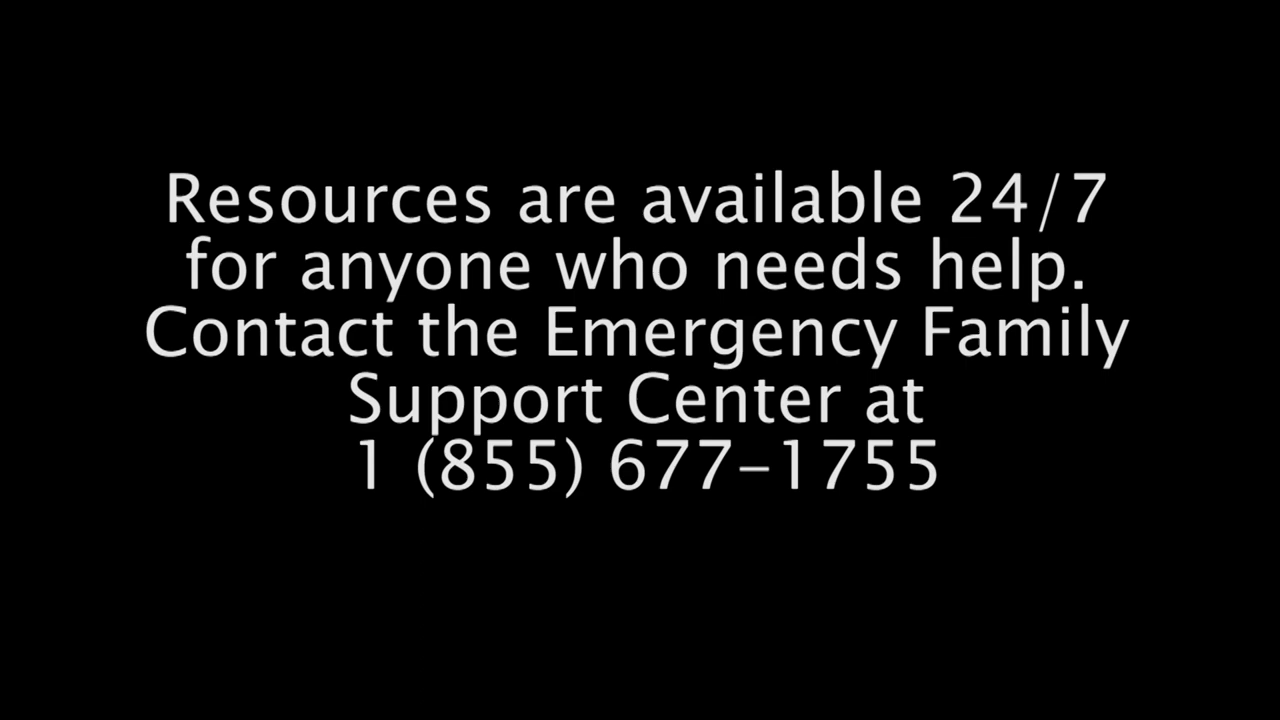 Resources are available 24/7
for anyone who needs help.
Contact the Emergency Family
Support Center at
1 (855) 677-1755